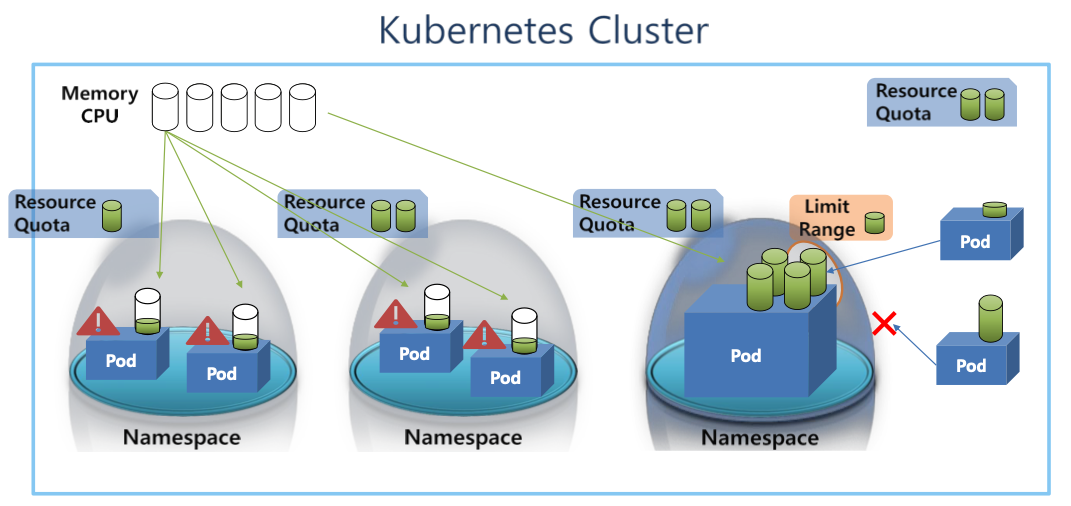 Kubernetes Cluster
Memory
CPU
Resource
Quota
Resource
Quota
Resource
Quota
Resource
Quota
Limit
Range
Pod
Pod
Pod
Pod
Pod
Pod
Pod
Namespace
Namespace
Namespace